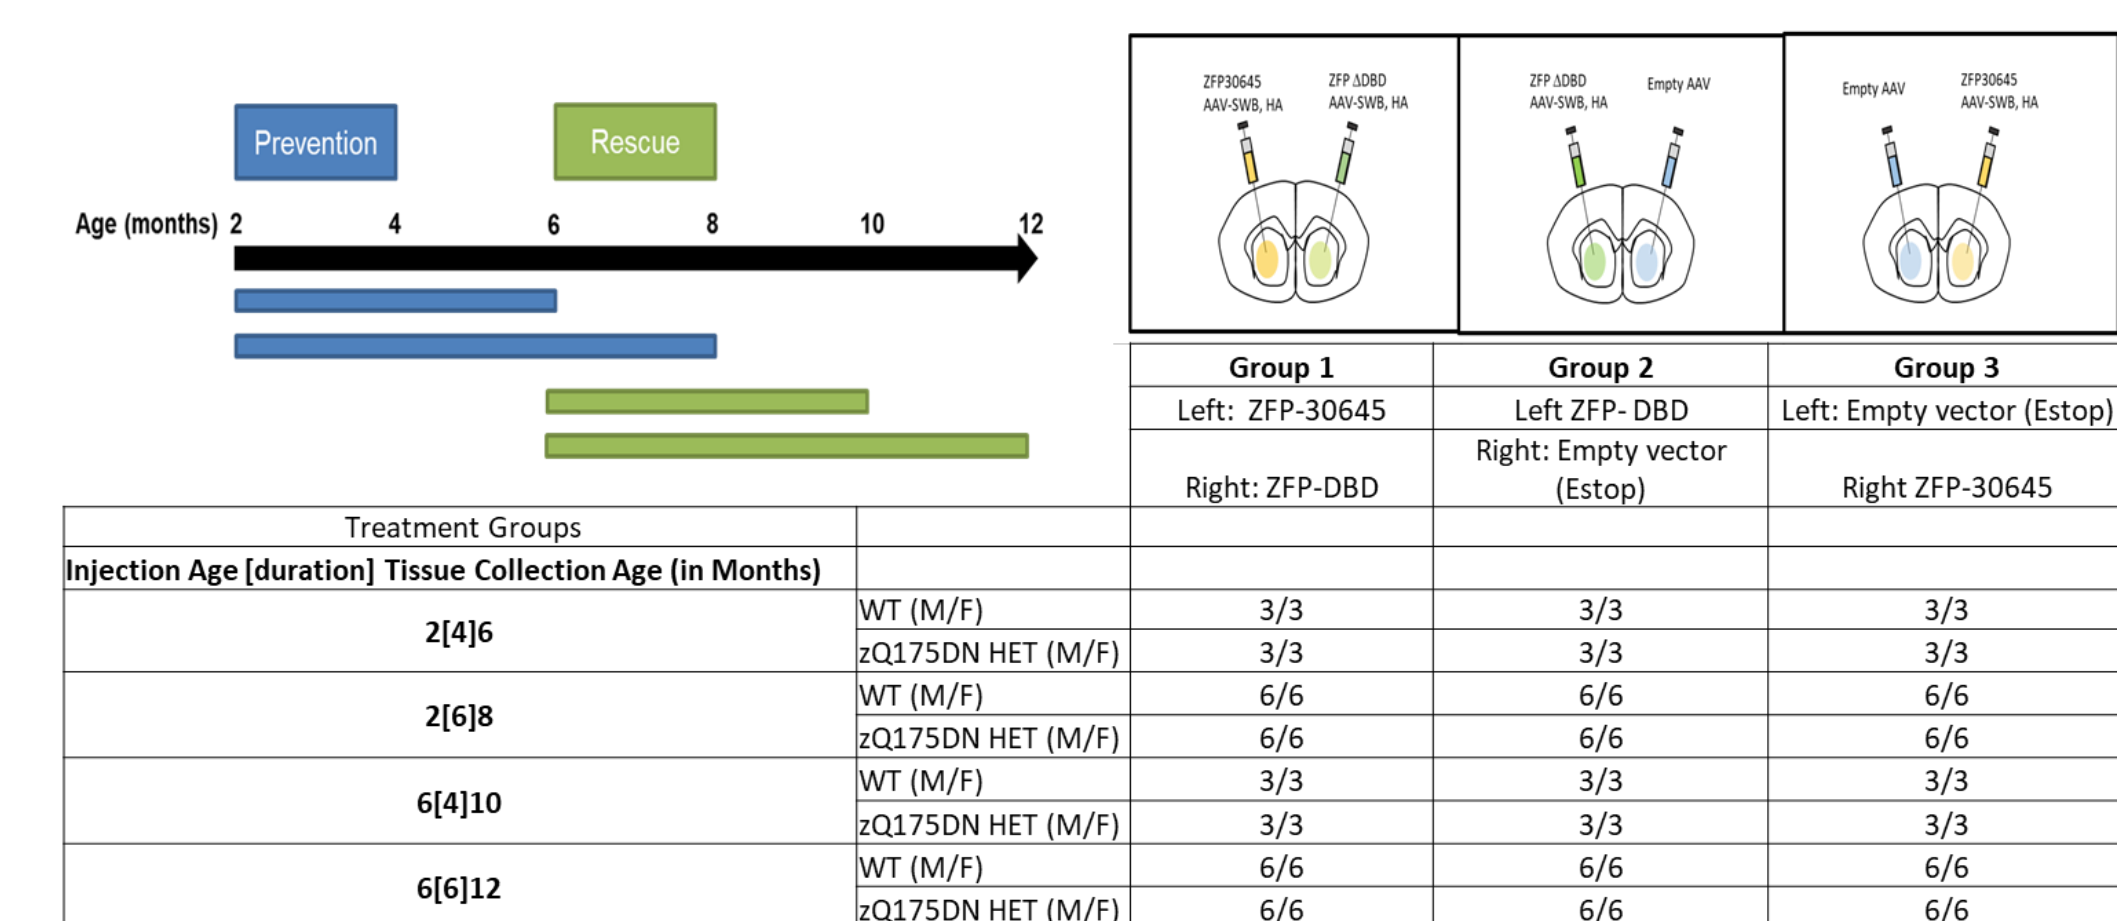 Prevention
Rescue
Age (months) 2 4 6 8 10 12
ZFP30645
AAV-SWB, HA
ZFP ΔDBD
AAV-SWB, HA
ZFP ΔDBD
AAV-SWB, HA
Empty AAV
Empty AAV
ZFP30645
AAV-SWB, HA
Group 1 Group 2 Group 3
Left: ZFP-30645 Left ZFP- DBD Left: Empty vector (Estop)
Right: ZFP-DBD
Right: Empty vector
(Estop)
Right ZFP-30645
Treatment Groups
Injection Age [duration] Tissue Collection Age (in Months)
2[4]6
WT (M/F) 3/3 3/3 3/3
zQ175DN HET (M/F) 3/3 3/3 3/3
2[6]8
WT (M/F) 6/6 6/6 6/6
zQ175DN HET (M/F) 6/6 6/6 6/6
6[4]10
WT (M/F) 3/3 3/3 3/3
zQ175DN HET (M/F) 3/3 3/3 3/3
6[6]12
WT (M/F) 6/6 6/6 6/6
zQ175DN HET (M/F) 6/6 6/6 6/6